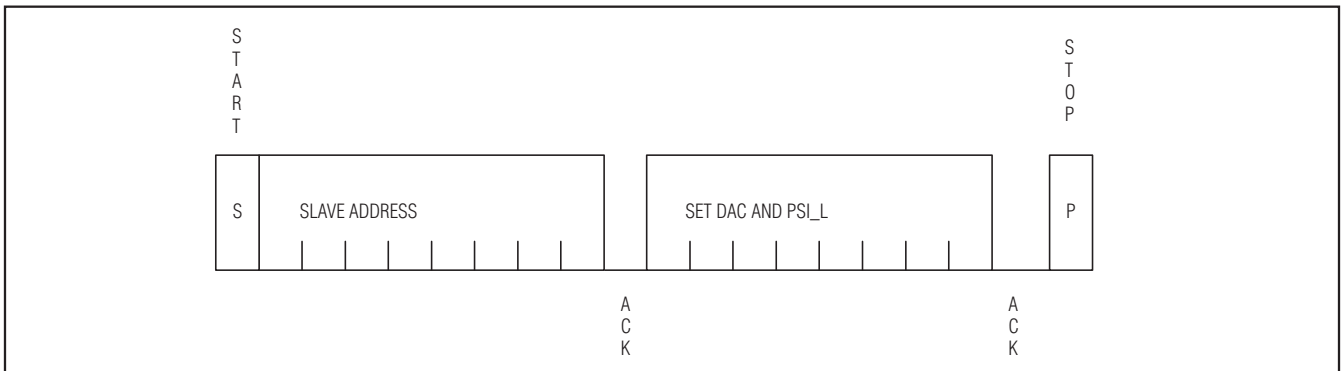 START
STOP
S
SLAVE ADDRESS
SET DAC AND PSI_L
P
ACK
ACK